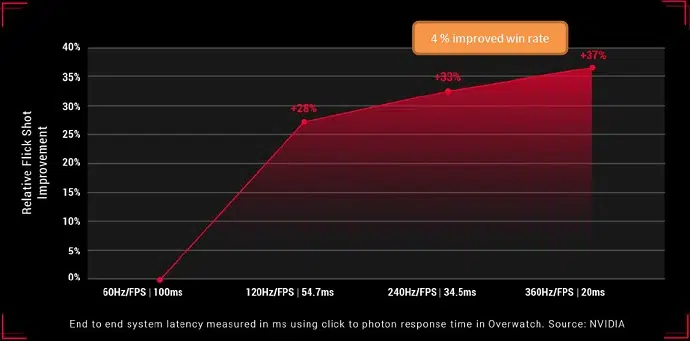 4 % improved win rate
40%
35%
30%
25%
20%
15%
10%
5%
0%
Relative Flick Shot
Improvement
+28%
+33%
+37%
60Hz/FPS | 100ms
120Hz/FPS | 54.7ms
240Hz/FPS | 34.5ms
360Hz/FPS | 20ms
End to end system latency measured in ms using click to photon response time in Overwatch. Source: NVIDIA